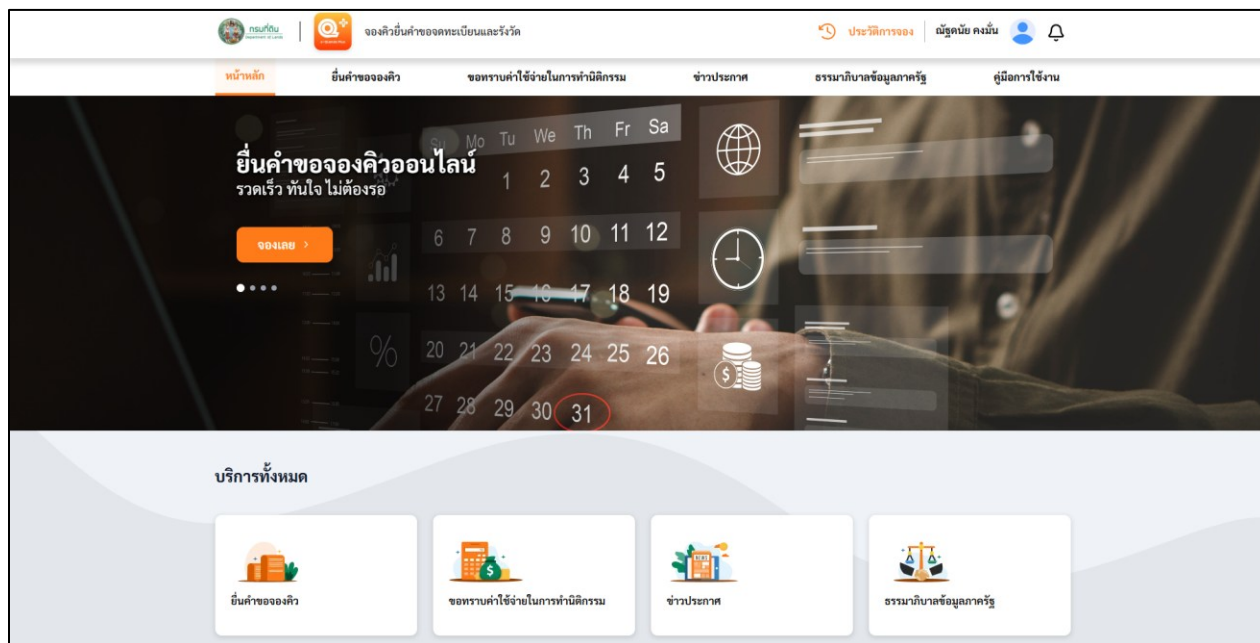 กรมที่ดิน
Department of Lands
จองคิวยื่นคำขอจดทะเบียนและรังวัด
ประวัติการจอง
ณัฐดนัย คงมั่น
หน้าหลัก
ยื่นคำขอจองคิว
ขอทราบค่าใช้จ่ายในการทำนิติกรรม
ข่าวประกาศ
ธรรมาภิบาลข้อมูลภาครัฐ
คู่มือการใช้งาน
ยื่นคำขอจองคิวออนไลน์
รวดเร็ว ทันใจ ไม่ต้องรอ
จองเลย
Su Mo Tu We Th Fr Sa
1 2 3 4 5
6 7 8 9 10 11 12
13 14 15 16 17 18 19
20 21 22 23 24 25 26
27 28 29 30 31
%
$
บริการทั้งหมด
ยื่นคำขอจองคิว
$
ขอทราบค่าใช้จ่ายในการทำนิติกรรม
NEWS
ข่าวประกาศ
ธรรมาภิบาลข้อมูลภาครัฐ